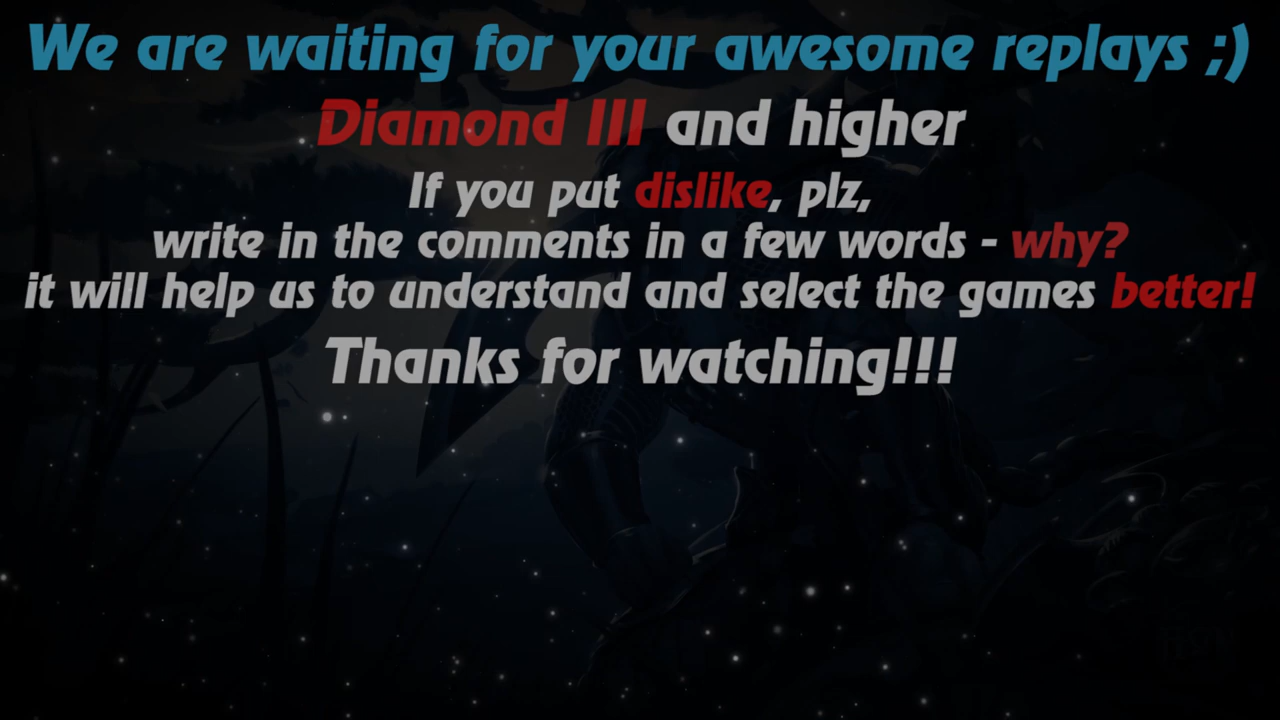 We are waiting for your awesome replays ;)
Diamond III and higher
If you put dislike, plz,
write in the comments in a few words - why?
it will help us to understand and select the games better!
Thanks for watching!!!